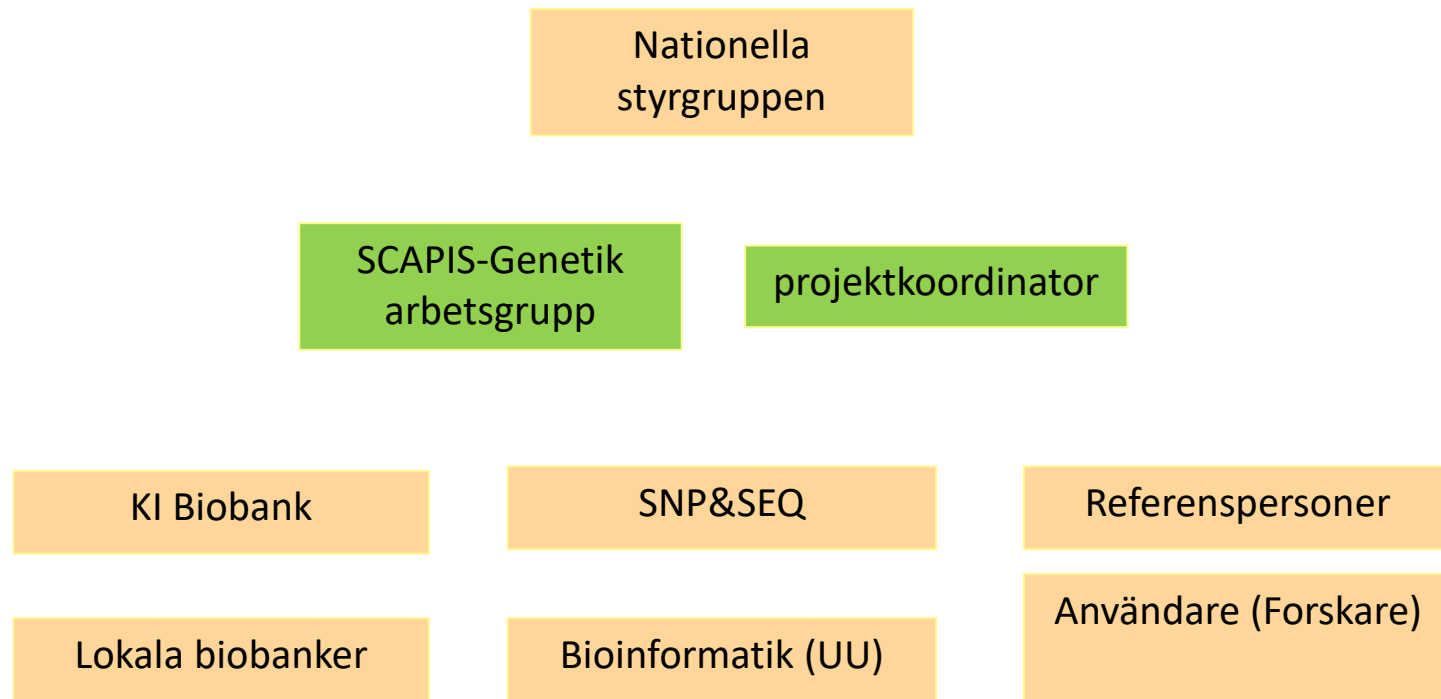 Nationella
styrgruppen
SCAPIS-Genetik
arbetsgrupp
projektkoordinator
KI Biobank
SNP&SEQ
Referenspersoner
Lokala biobanker
Bioinformatik (UU)
Användare (Forskare)